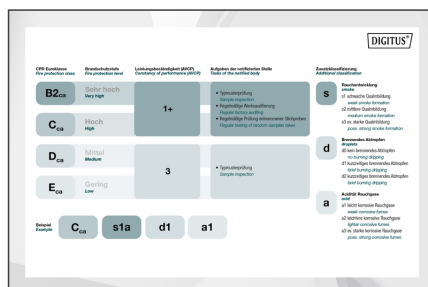 DIGITUS®
CPR Euroklasse
Fire protection class
Brandschutzstufe
Fire protection level
Leistungsbeständigkeit (AVCP)
Constancy of performance (AVCP)
Aufgaben der notifizierten Stelle
Tasks of the notified body
Zusatzklassifizierung
Additional classification
B2ca
Sehr hoch
Very high
Cca
Hoch
High
1+
• Typmusterprüfung
Sample inspection
• Regelmäßige Werksauditierung
Regular factory auditing
• Regelmäßige Prüfung entnommener Stichproben
Regular testing of random samples taken
Dca
Mittel
Medium
Eca
Gering
Low
3
• Typmusterprüfung
Sample inspection
Beispiel
Example
Cca
s1a
d1
a1
s
Rauchentwicklung
smoke
s1 schwache Qualmbildung
weak smoke formation
s2 mittlere Qualmbildung
medium smoke formation
s3 ev. starke Qualmbildung
poss. strong smoke formation
d
Brennendes Abtropfen
droplets
d0 kein brennendes Abtropfen
no burning dripping
d1 kurzzeitiges brennendes Abtropfen
brief burning dripping
d2 kurzzeitiges brennendes Abtropfen
brief burning dripping
a
Acidität Rauchgase
acid
a1 leicht korrosive Rauchgase
weak corrosive fumes
a2 leichtere korrosive Rauchgase
lighter corrosive fumes
a3 ev. starke korrosive Rauchgase
poss. strong corrosive fumes